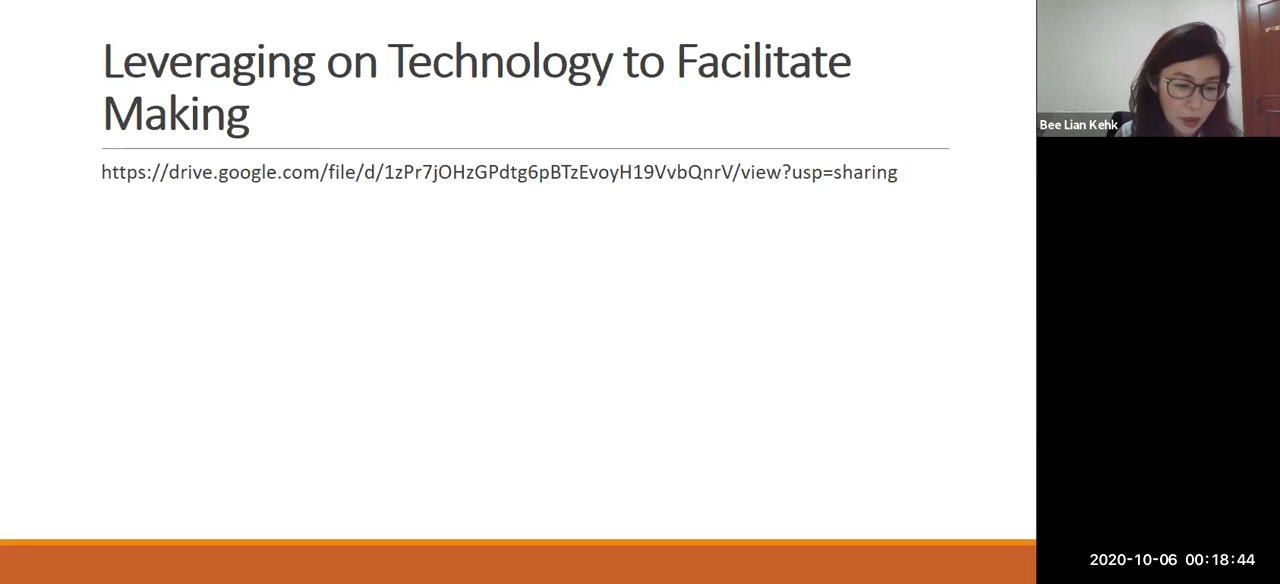 Leveraging on Technology to Facilitate
Making
https://drive.google.com/file/d/1zPr7jOHzGPdtg6pBTzEvoyH19VvbQnrV/view?usp=sharing
Bee Lian Kehk
2020-10-06 00:18:44